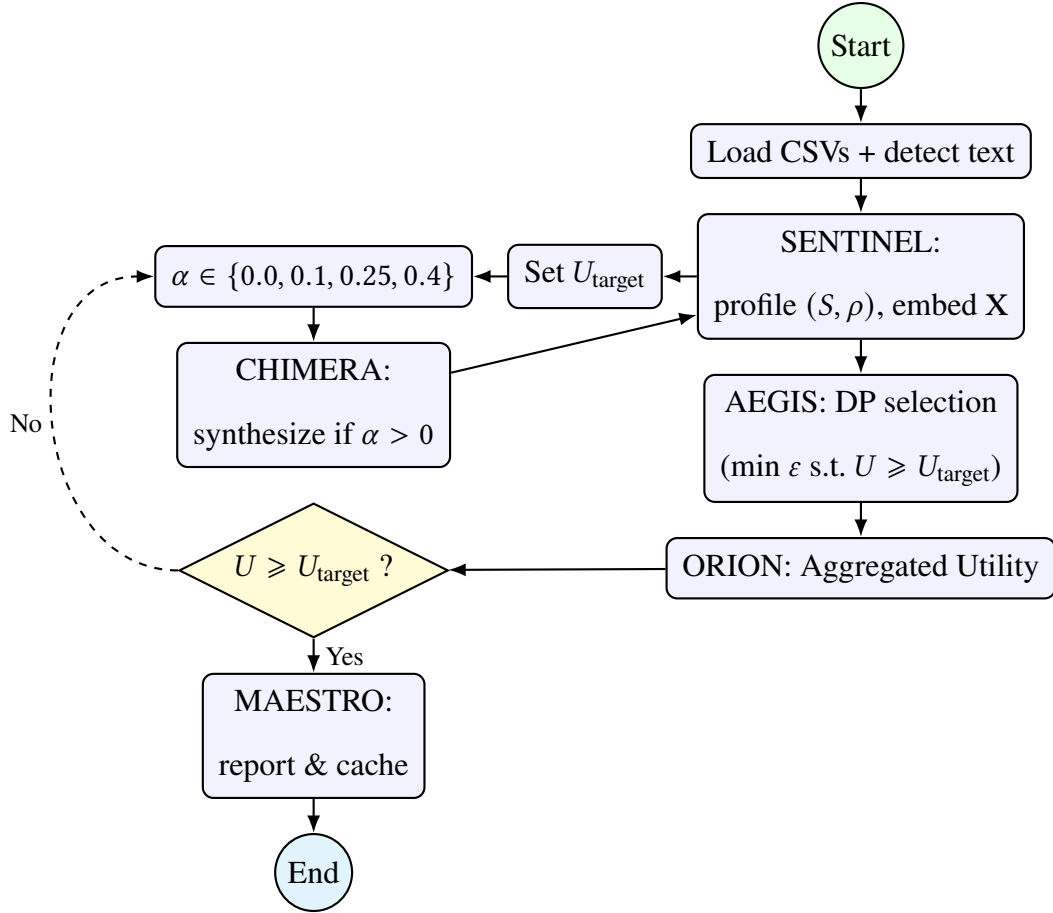 Start
Load CSVs + detect text
SENTINEL:
profile (S, ρ), embed X
Set U_target
α ∈ {0.0, 0.1, 0.25, 0.4}
CHIMERA:
synthesize if α > 0
AEGIS: DP selection
(min ε s.t. U ⩾ U_target)
No
ORION: Aggregated Utility
U ⩾ U_target ?
Yes
MAESTRO:
report & cache
End